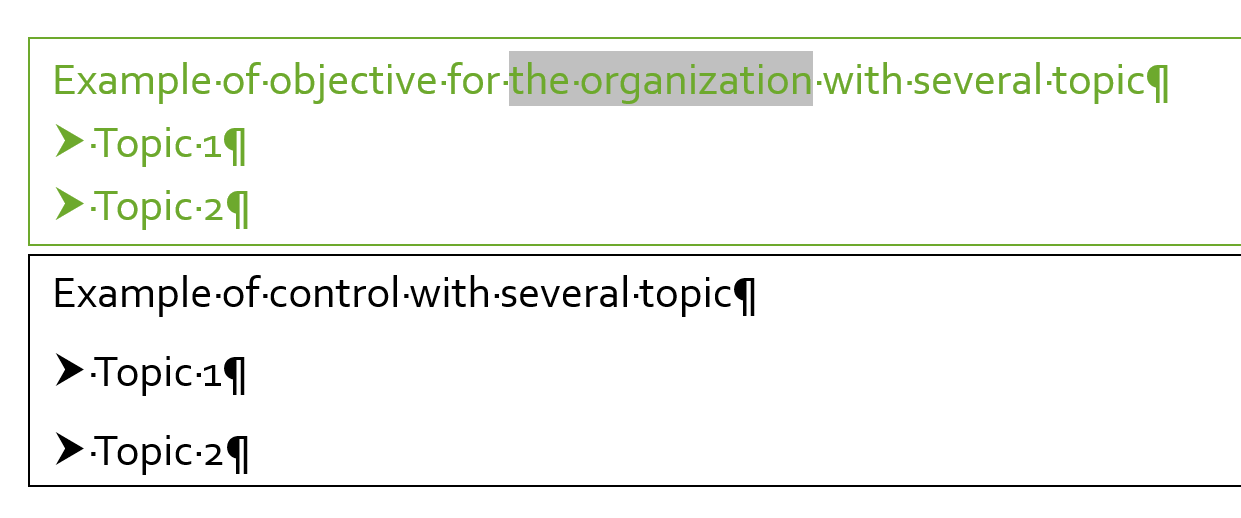 Example·of·objective·for·the·organization·with·several·topic¶
➤·Topic·1¶
➤·Topic·2¶
Example·of·control·with·several·topic¶
➤·Topic·1¶
➤·Topic·2¶